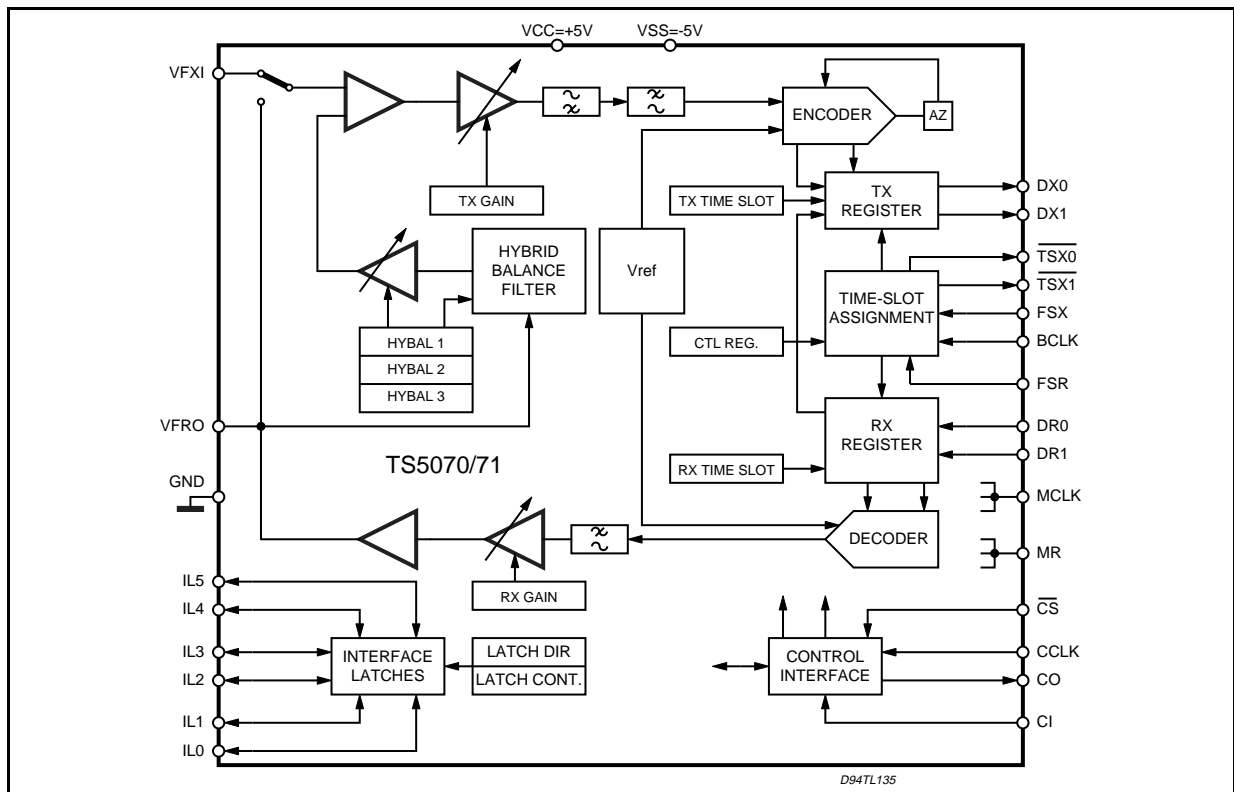 VCC=+5V
VSS=-5V
VFXI
ENCODER
AZ
TX GAIN
TX TIME SLOT
TX
REGISTER
DX0
DX1
HYBRID
BALANCE
FILTER
Vref
TSX0
TSX1
TIME-SLOT
ASSIGNMENT
FSX
BCLK
CTL REG.
HYBAL 1
HYBAL 2
HYBAL 3
FSR
VFRO
RX
REGISTER
DR0
DR1
TS5070/71
RX TIME SLOT
GND
MCLK
DECODER
MR
RX GAIN
IL5
IL4
IL3
IL2
IL1
IL0
INTERFACE
LATCHES
LATCH DIR
LATCH CONT.
CONTROL
INTERFACE
CS
CCLK
CO
CI
D94TL135